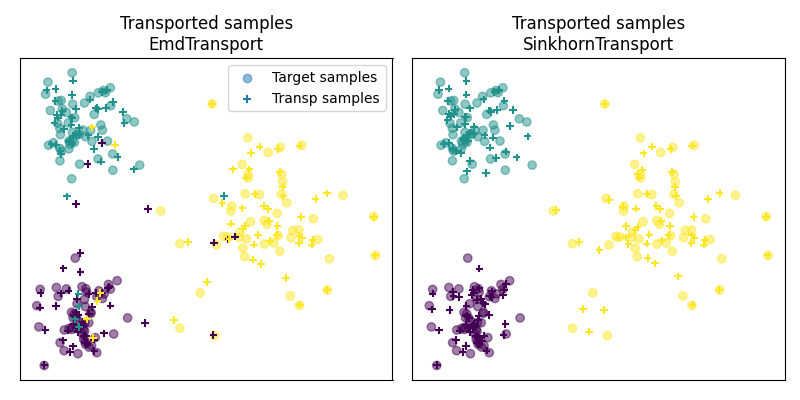 Transported samples
EmdTransport
Target samples
Transp samples
Transported samples
SinkhornTransport